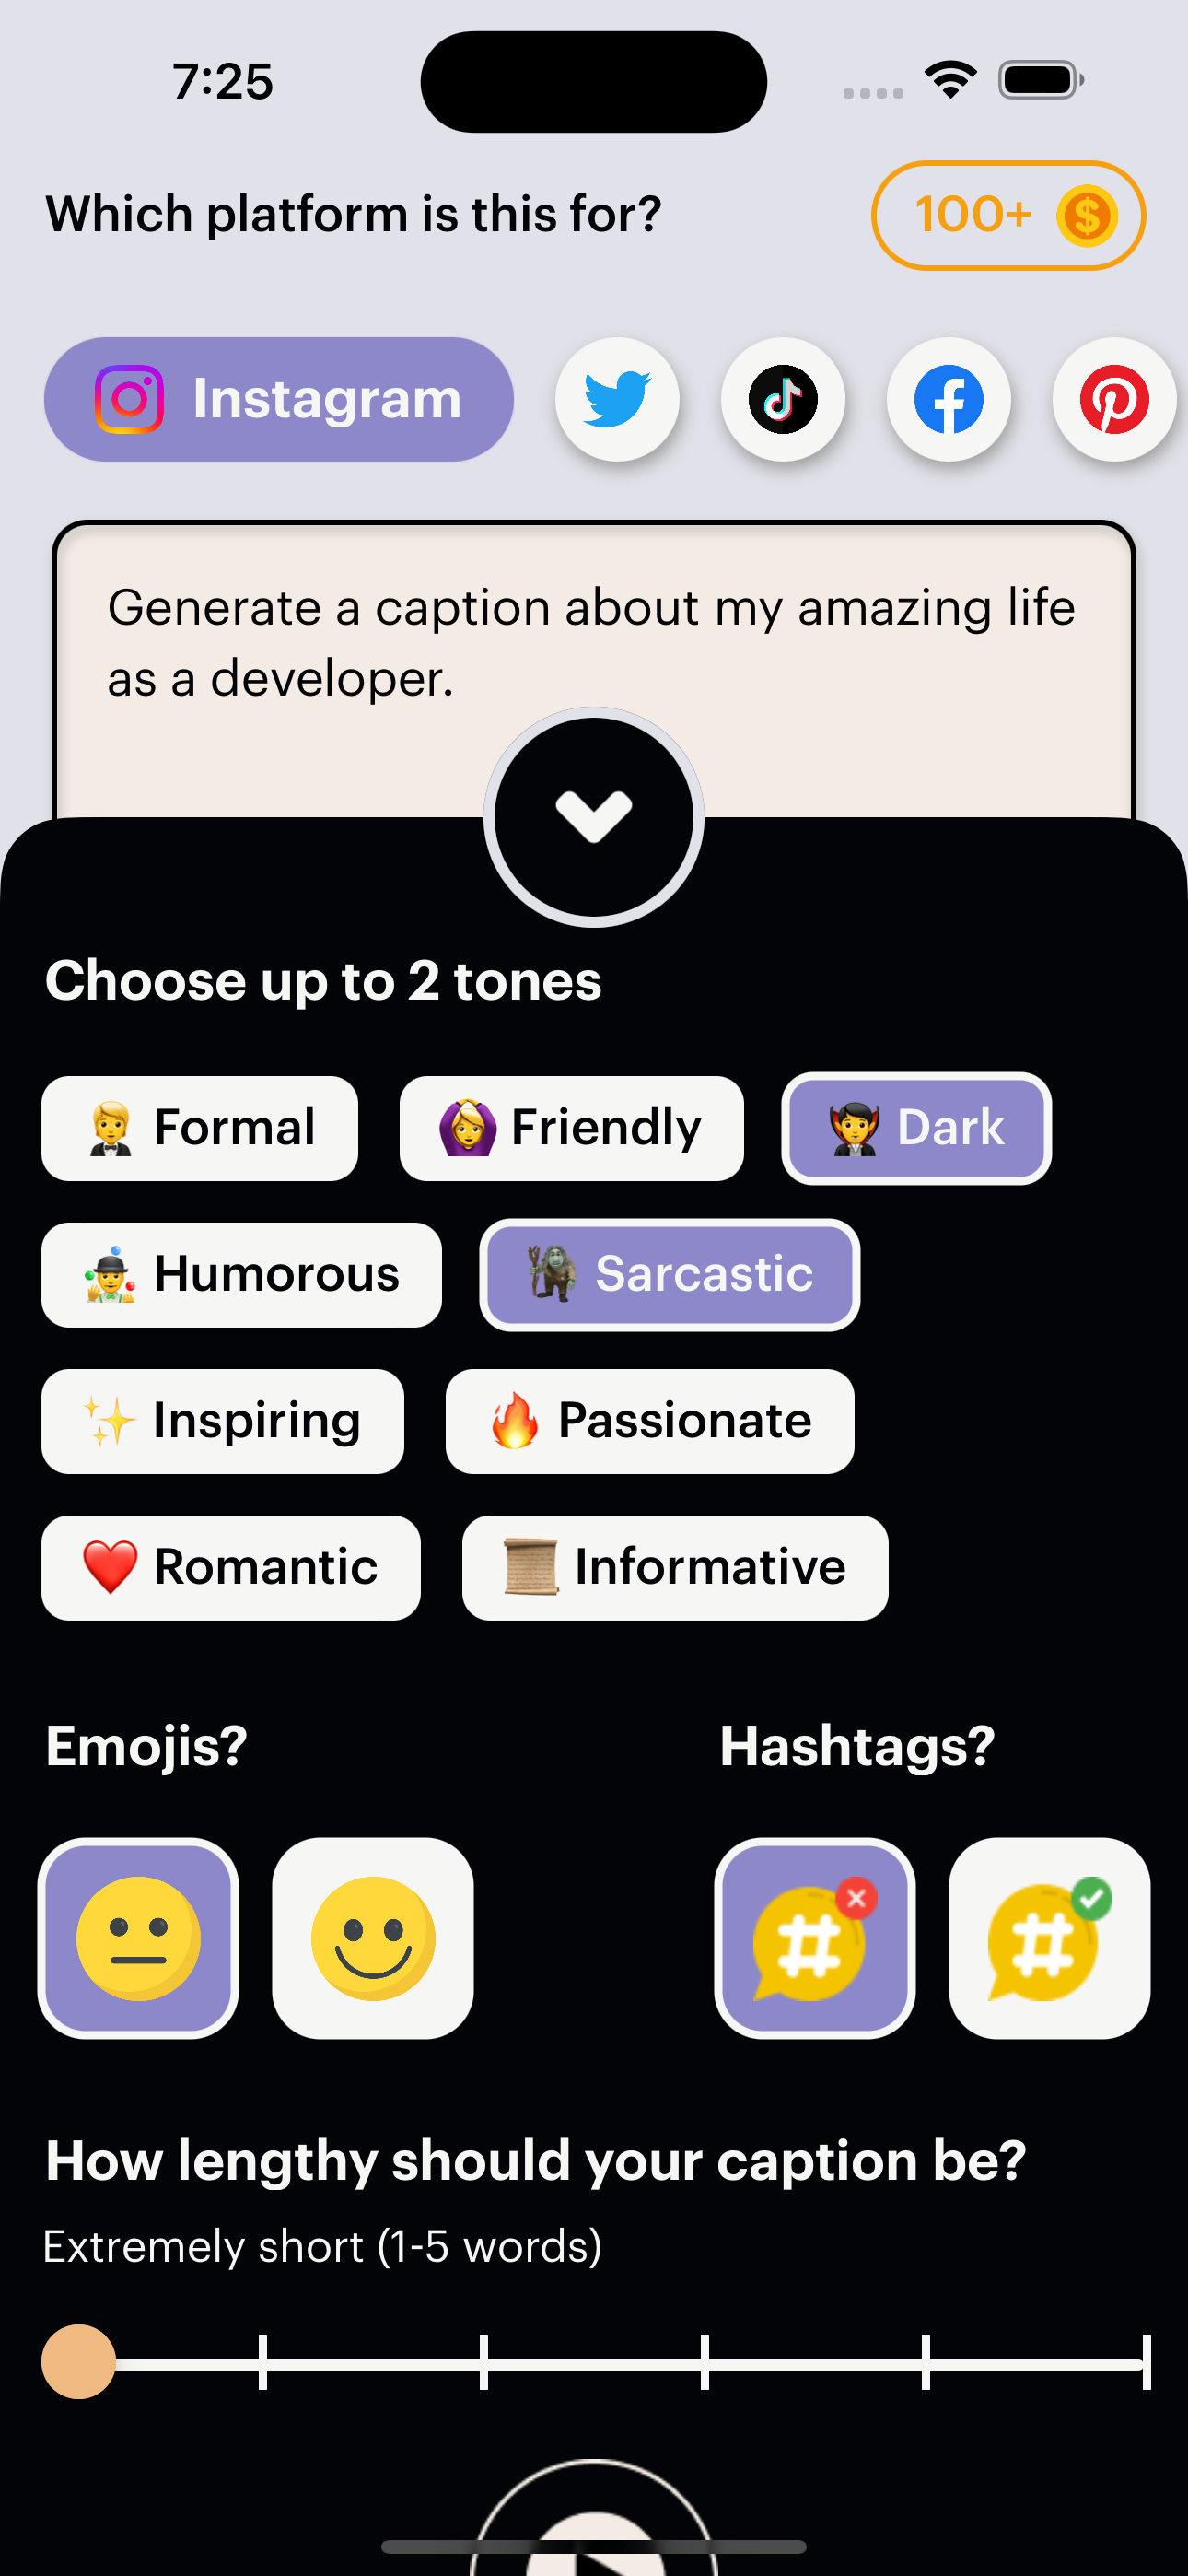 7:25
Which platform is this for?
100+
Instagram
Generate a caption about my amazing life
as a developer.
Choose up to 2 tones
Formal
Friendly
Dark
Humorous
Sarcastic
Inspiring
Passionate
Romantic
Informative
Emojis?
Hashtags?
How lengthy should your caption be?
Extremely short (1-5 words)